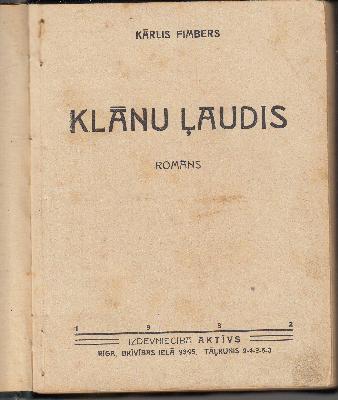 KĀRLIS FIMBERS
KLĀNU ĻAUDIS
ROMĀNS
1 9 3 2
IZDEVNIECĪBA AKTĪVS
RĪGA, BRĪVĪBAS IELĀ